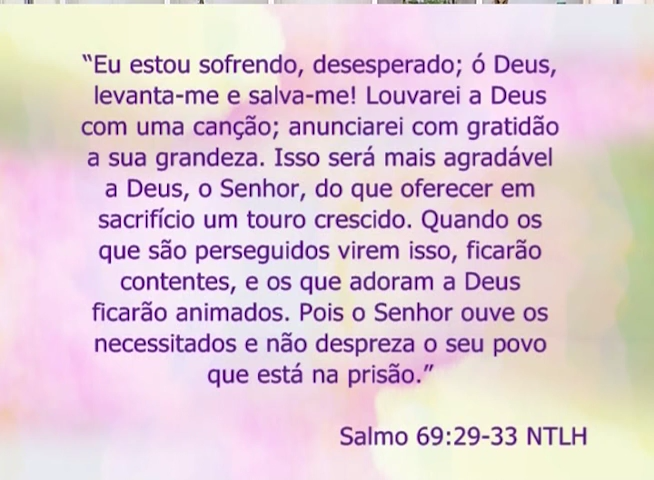 “Eu estou sofrendo, desesperado; ó Deus,
levanta-me e salva-me! Louvarei a Deus
com uma canção; anunciarei com gratidão
a sua grandeza. Isso será mais agradável
a Deus, o Senhor, do que oferecer em
sacrifício um touro crescido. Quando os
que são perseguidos virem isso, ficarão
contentes, e os que adoram a Deus
ficarão animados. Pois o Senhor ouve os
necessitados e não despreza o seu povo
que está na prisão.”
Salmo 69:29-33 NTLH